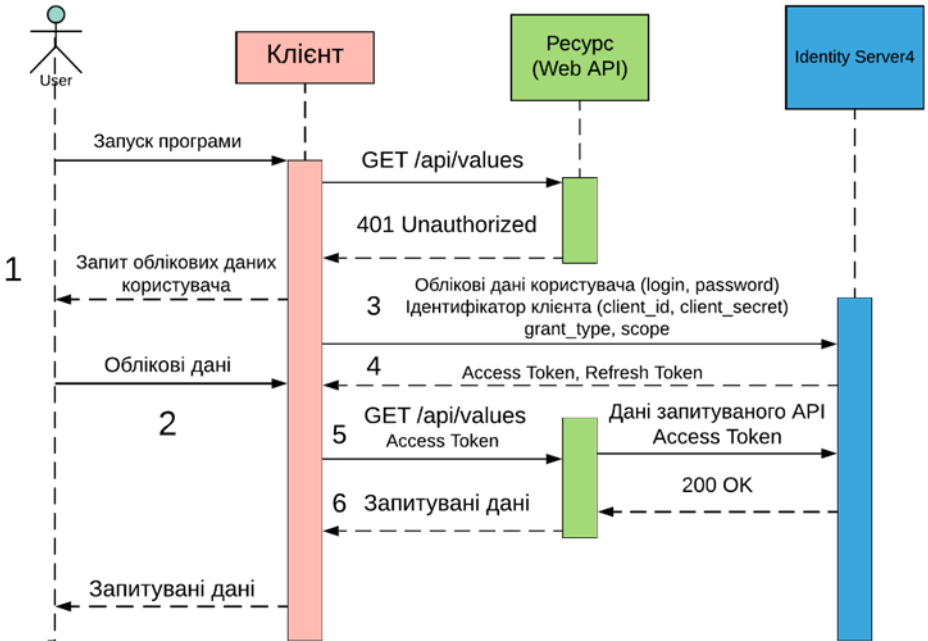 User
Клієнт
Ресурс
(Web API)
Identity Server4
Запуск програми
GET /api/values
401 Unauthorized
1
Запит облікових даних
користувача
3
Облікові дані користувача (login, password)
Ідентифікатор клієнта (client_id, client_secret)
grant_type, scope
Облікові дані
4
Access Token, Refresh Token
2
5
GET /api/values
Access Token
Дані запитуваного API
Access Token
200 OK
6
Запитувані дані
Запитувані дані